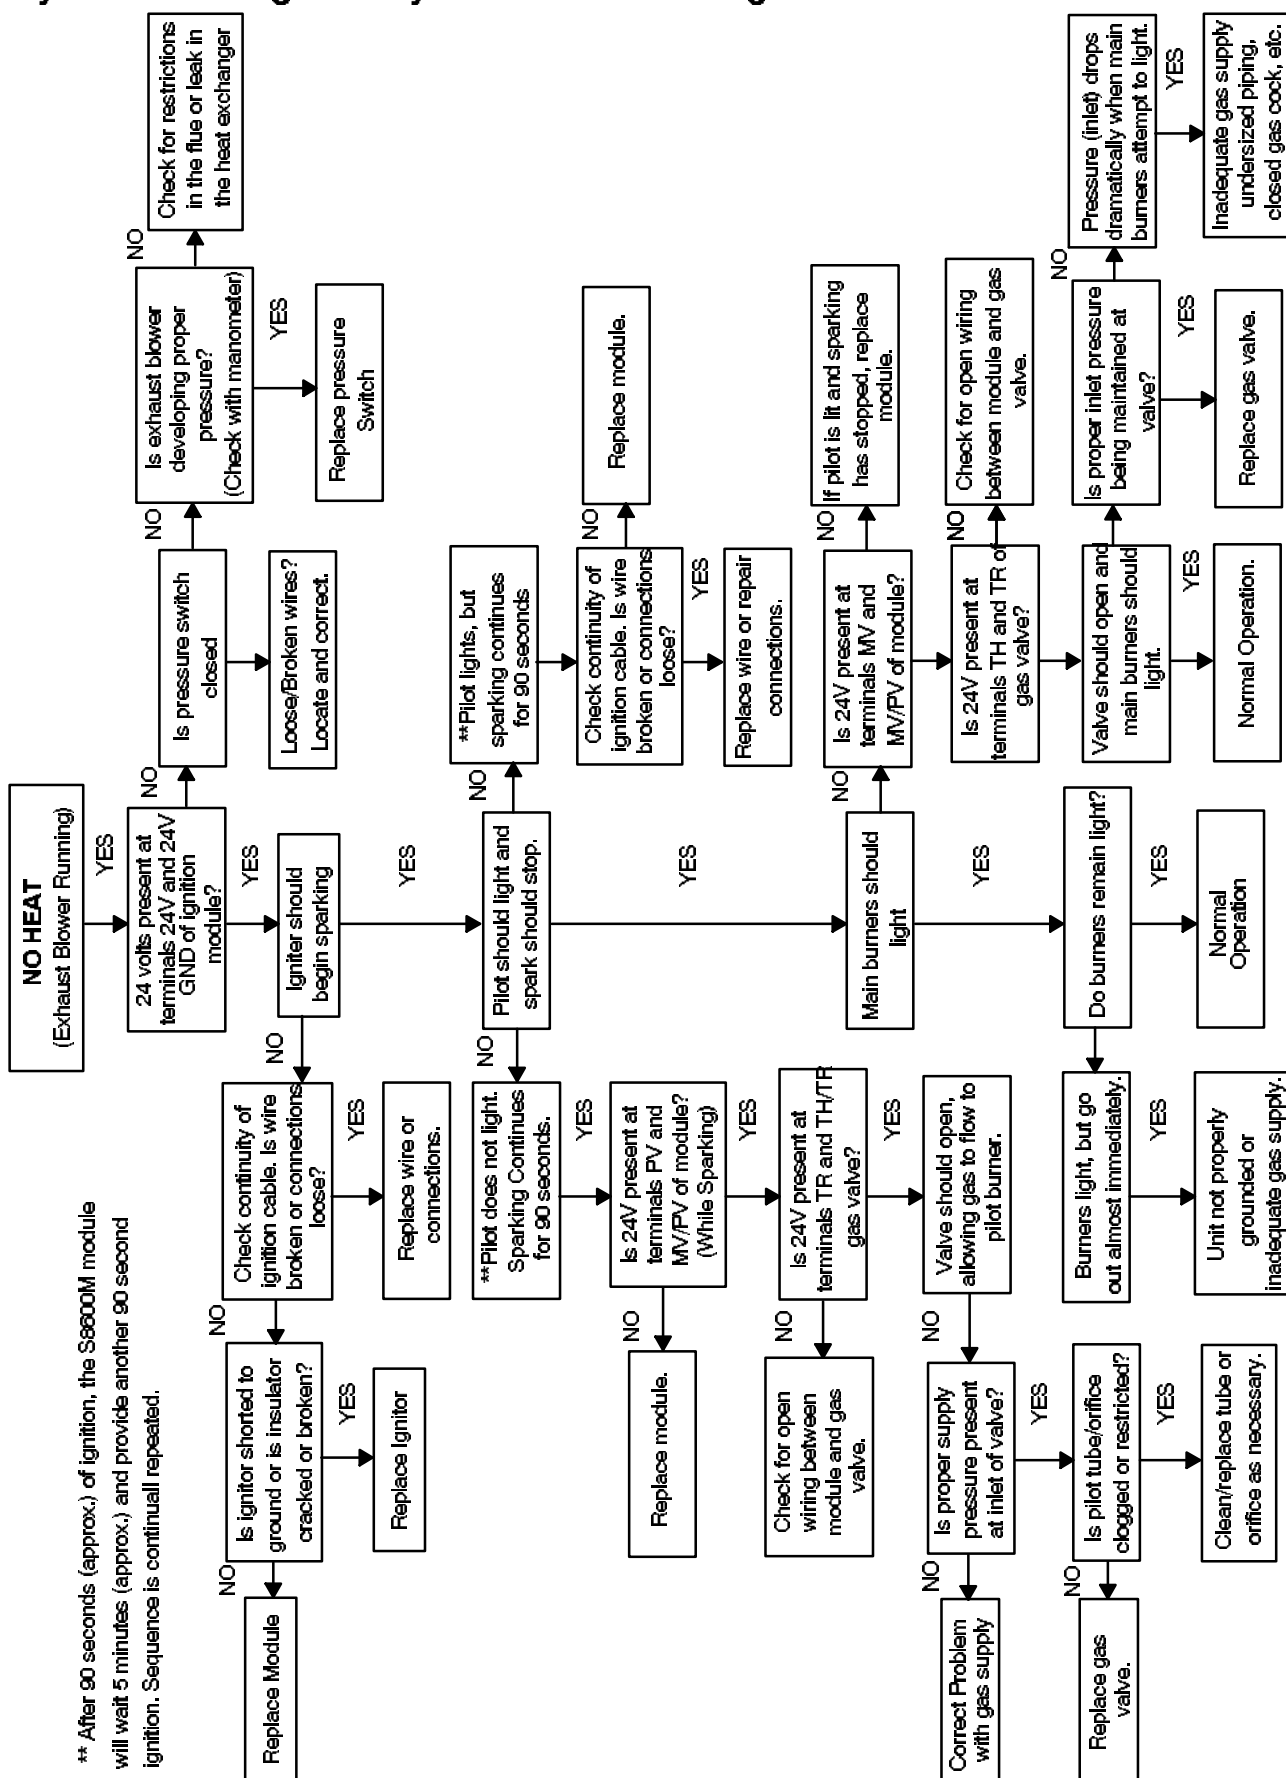 NO HEAT
(Exhaust Blower Running)
YES
24 volts present at
terminals 24V and 24V
GND of ignition
module?
NO
Is pressure switch
closed
NO
Is exhaust blower
developing proper
pressure?
(Check with manometer)
NO
Check for restrictions
in the flue or leak in
the heat exchanger
YES
Replace pressure
Switch
Loose/Broken wires?
Locate and correct.
YES
Igniter should
begin sparking
NO
Check continuity of
ignition cable. Is wire
broken or connections
loose?
NO
Is ignitor shorted to
ground or is insulator
cracked or broken?
NO
Replace Module
YES
Replace Ignitor
YES
Replace wire or
connections.
YES
Pilot should light and
spark should stop.
NO
**Pilot lights, but
sparking continues
for 90 seconds
Check continuity of
ignition cable. Is wire
broken or connections
loose?
NO
Replace module.
YES
Replace wire or repair
connections.
NO
**Pilot does not light.
Sparking Continues
for 90 seconds.
YES
Is 24V present at
terminals PV and
MV/PV of module?
(While Sparking)
NO
Replace module.
YES
Is 24V present at
terminals TR and TH/TR
gas valve?
NO
Check for open
wiring between
module and gas
valve.
YES
Valve should open,
allowing gas to flow to
pilot burner.
NO
Is proper supply
pressure present
at inlet of valve?
NO
Correct Problem
with gas supply
YES
Is pilot tube/orifice
clogged or restricted?
NO
Replace gas
valve.
YES
Clean/replace tube or
orifice as necessary.
YES
Main burners should
light
NO
Is 24V present at
terminals MV and
MV/PV of module?
NO
If pilot is lit and sparking
has stopped, replace
module.
Is 24V present at
terminals TH and TR of
gas valve?
NO
Check for open wiring
between module and gas
valve.
Valve should open and
main burners should
light.
Is proper inlet pressure
being maintained at
valve?
NO
Pressure (inlet) drops
dramatically when main
burners attempt to light.
YES
Inadequate gas supply
undersized piping,
closed gas cock, etc.
YES
Replace gas valve.
YES
Normal Operation.
YES
Do burners remain light?
YES
Normal
Operation
Burners light, but go
out almost immediately.
YES
Unit not properly
grounded or
inadequate gas supply.
** After 90 seconds (approx.) of ignition, the S8600M module
will wait 5 minutes (approx.) and provide another 90 second
ignition. Sequence is continuall repeated.